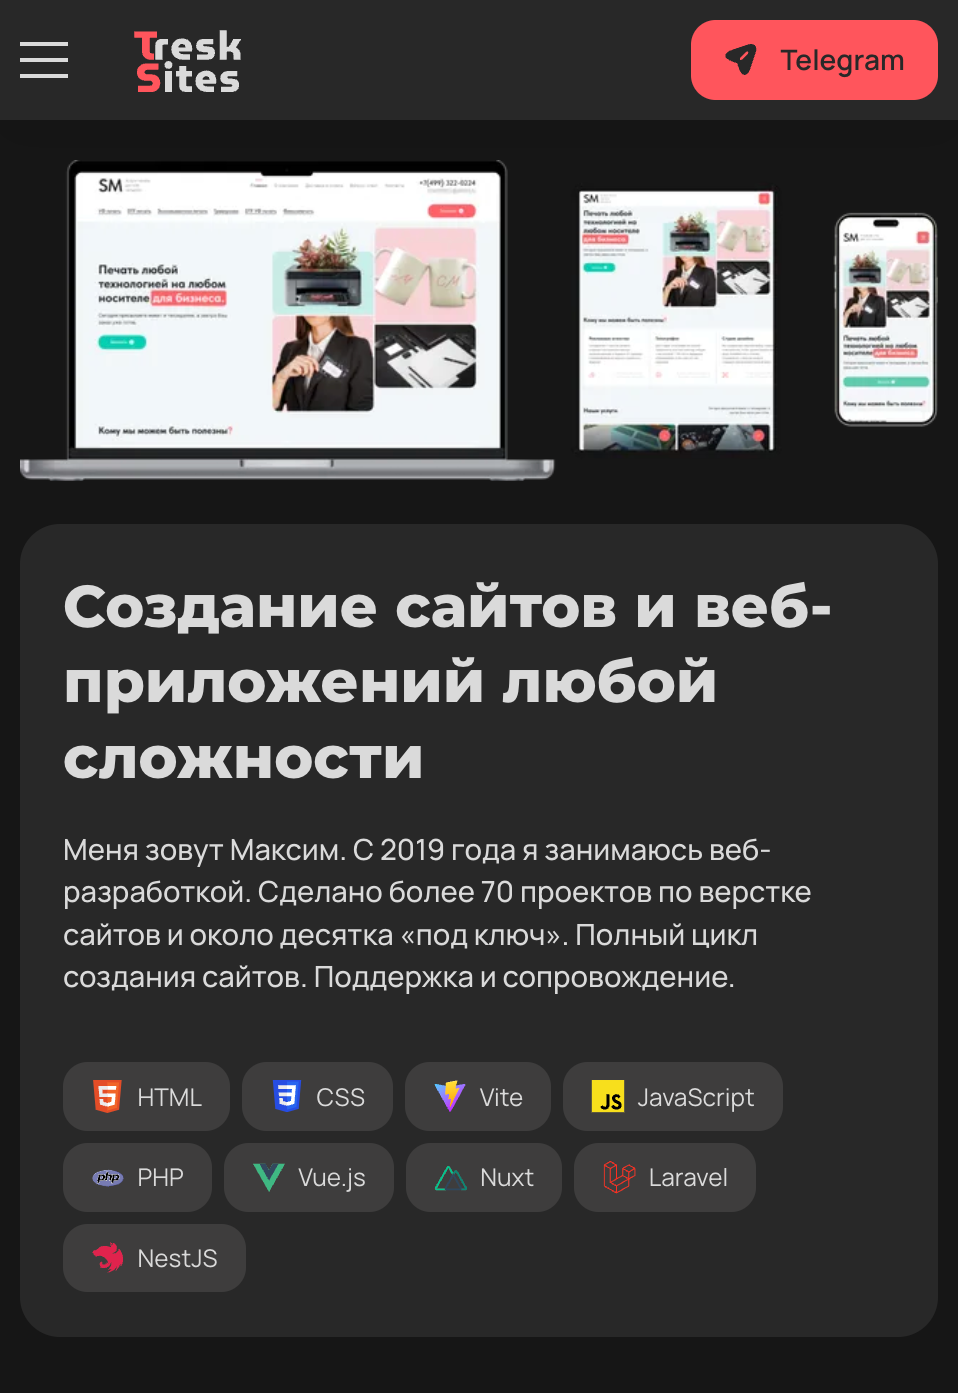 Tresk
Sites
Telegram
SM
+7(499) 322-0224
Печать любой
технологией на любом
носителе для бизнеса.
Кому мы можем быть полезны?
SM
Печать любой
технологией на любом
носителе
для бизнеса.
Кому мы можем быть полезны?
Наши услуги
SM
Печать любой
технологией на любом
носителе для бизнеса.
Кому мы можем быть полезны?
Создание сайтов и веб-
приложений любой
сложности
Меня зовут Максим. С 2019 года я занимаюсь веб-
разработкой. Сделано более 70 проектов по верстке
сайтов и около десятка «под ключ». Полный цикл
создания сайтов. Поддержка и сопровождение.
HTML CSS Vite JS JavaScript
php PHP Vue.js Nuxt Laravel
NestJS